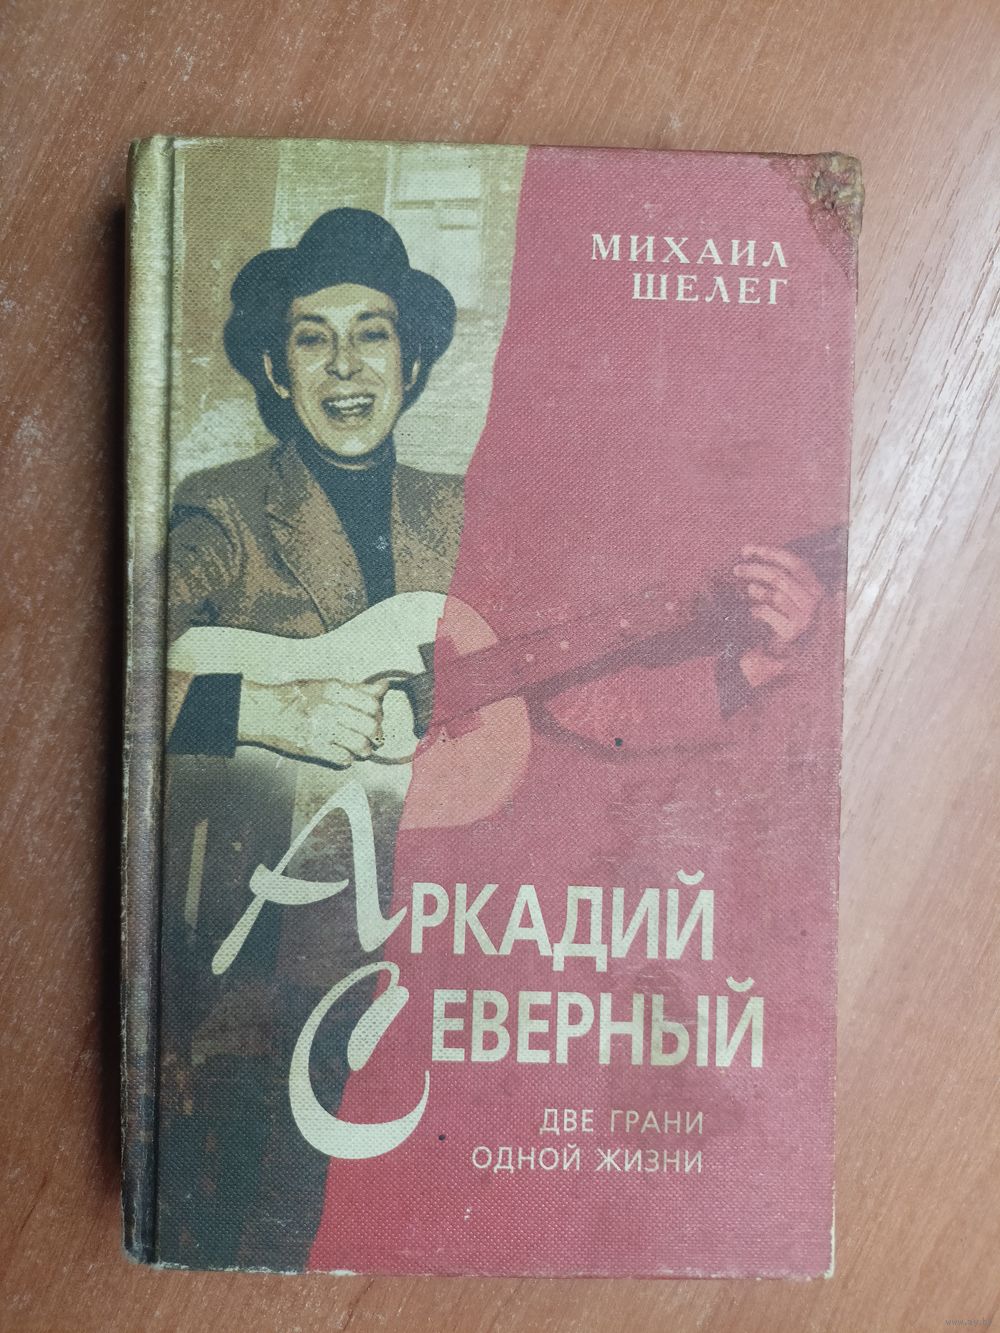 МИХАИЛ
ШЕЛЕГ
АРКАДИЙ
СЕВЕРНЫЙ
ДВЕ ГРАНИ
ОДНОЙ ЖИЗНИ